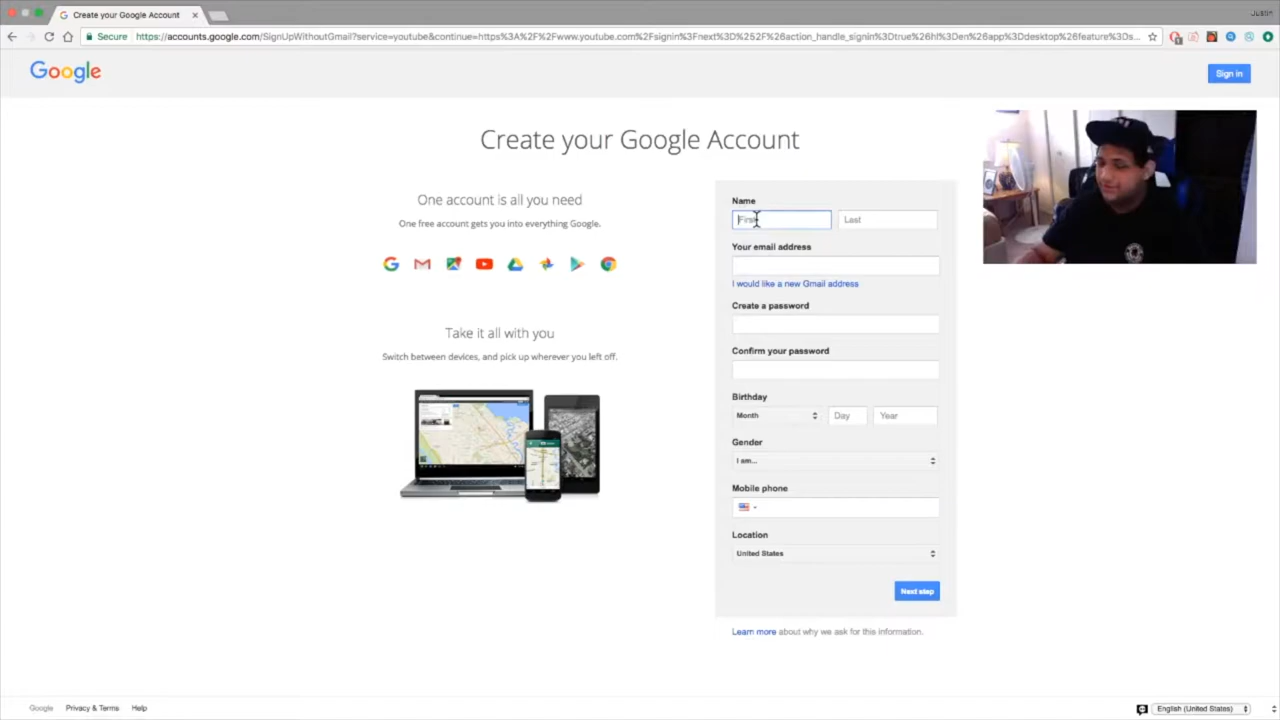 Create your Google Account
Secure https://accounts.google.com/SignUpWithoutGmail?service=youtube&continue=https%3A%2F%2Fwww.youtube.com%2Fsignin%3Fnext%3D%252F%26action_handle_signin%3Dtrue%26hl%3Den%26app%3Ddesktop%26feature%3Ds...
Justin
Google
Sign in
Create your Google Account
One account is all you need
One free account gets you into everything Google.
Take it all with you
Switch between devices, and pick up wherever you left off.
Name
First Last
Your email address
I would like a new Gmail address
Create a password
Confirm your password
Birthday
Month Day Year
Gender
I am...
Mobile phone
Location
United States
Next step
Learn more about why we ask for this information.
Google Privacy & Terms Help English (United States)